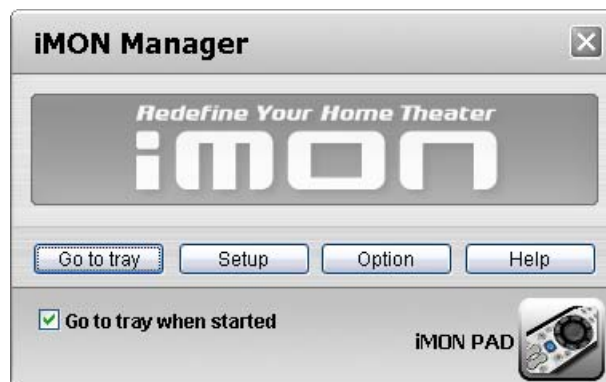 iMON Manager
Redefine Your Home Theater
imon
Go to tray Setup Option Help
Go to tray when started
iMON PAD